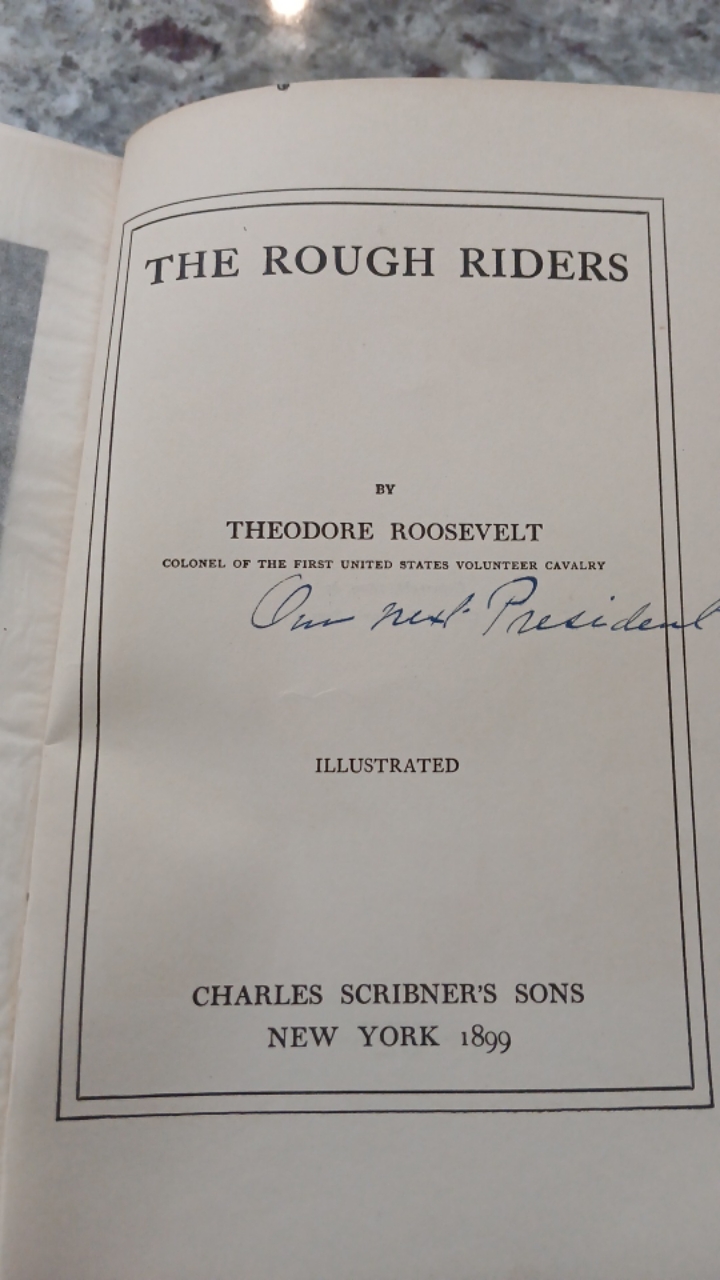 THE ROUGH RIDERS
BY
THEODORE ROOSEVELT
COLONEL OF THE FIRST UNITED STATES VOLUNTEER CAVALRY
Our next President
ILLUSTRATED
CHARLES SCRIBNER'S SONS
NEW YORK 1899